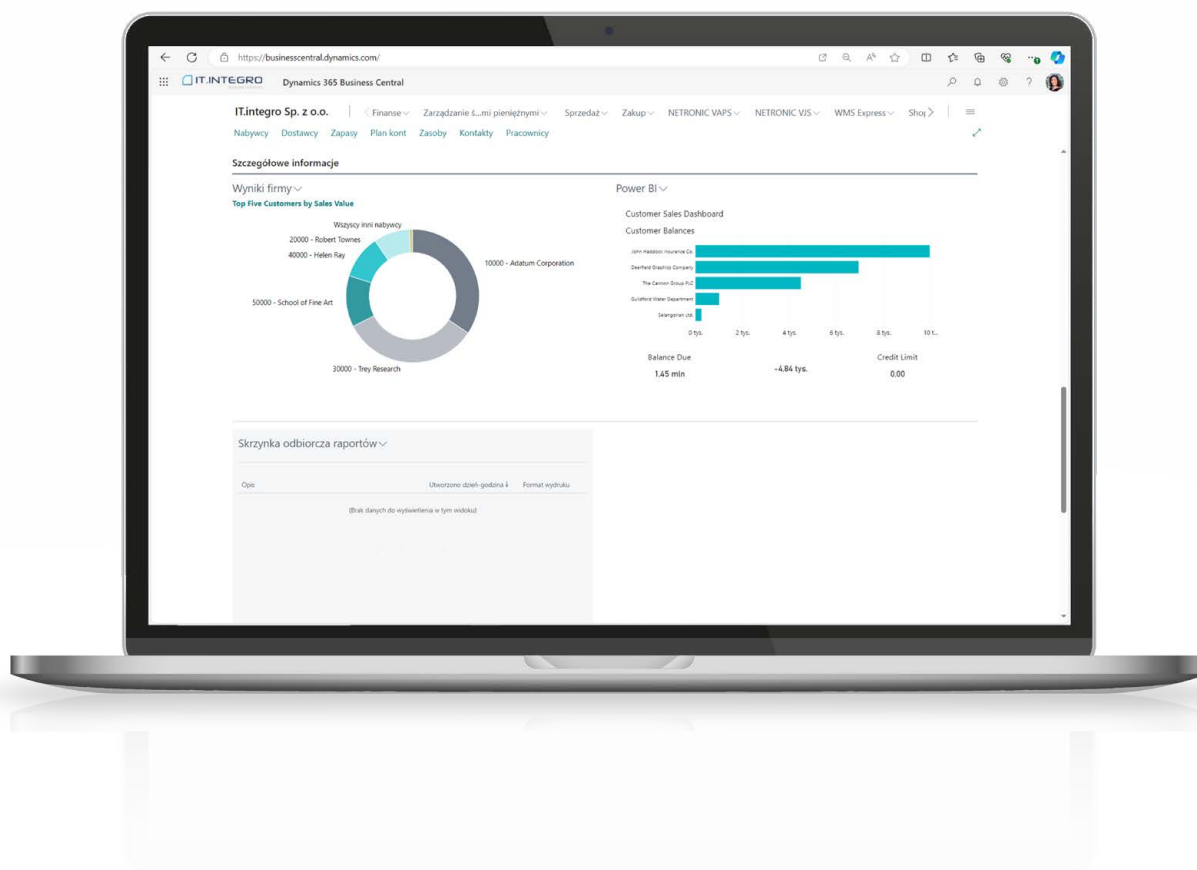 https://businesscentral.dynamics.com/
IT.INTEGRO
Dynamics 365 Business Central
IT.integro Sp. z o.o.
Finanse
Zarządzanie ś...mi pieniężnymi
Sprzedaż
Zakup
NETRONIC VAPS
NETRONIC VJS
WMS Express
Shop
Nabywcy
Dostawcy
Zapasy
Plan kont
Zasoby
Kontakty
Pracownicy
Szczegółowe informacje
Wyniki firmy
Top Five Customers by Sales Value
Wszyscy inni nabywcy
20000 - Robert Townes
40000 - Helen Ray
10000 - Adatum Corporation
50000 - School of Fine Art
30000 - Trey Research
Power BI
Customer Sales Dashboard
Customer Balances
John Haddock Insurance Co.
Deerfield Graphics Company
The Cannon Group PLC
Guildford Water Department
Selangorian Ltd.
0 tys.
2 tys.
4 tys.
6 tys.
8 tys.
10 t...
Balance Due
1,45 mln
-4,84 tys.
Credit Limit
0,00
Skrzynka odbiorcza raportów
Opis
Utworzono dzień-godzina
Format wydruku
(Brak danych do wyświetlenia w tym widoku)